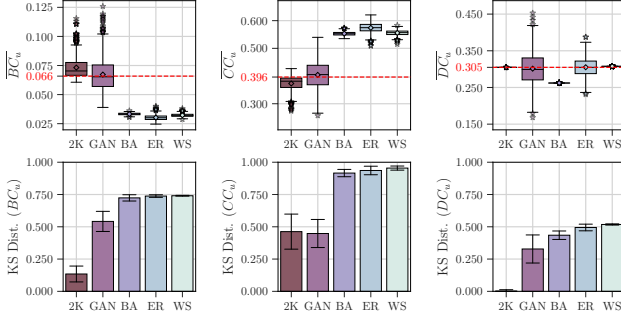 0.125
0.100
0.075
0.066
0.050
0.025
BC_u
2K GAN BA ER WS
0.600
0.500
0.396
0.300
CC_u
2K GAN BA ER WS
0.450
0.350
0.305
0.250
0.150
DC_u
2K GAN BA ER WS
1.000
0.750
0.500
0.250
0.000
KS Dist. (BC_u)
2K GAN BA ER WS
1.000
0.750
0.500
0.250
0.000
KS Dist. (CC_u)
2K GAN BA ER WS
1.000
0.750
0.500
0.250
0.000
KS Dist. (DC_u)
2K GAN BA ER WS